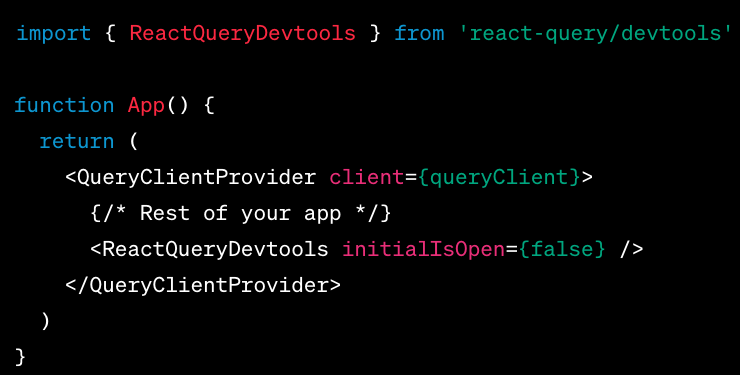 import { ReactQueryDevtools } from 'react-query/devtools'
function App() {
return (
<QueryClientProvider client={queryClient}>
{/* Rest of your app */}
<ReactQueryDevtools initialIsOpen={false} />
</QueryClientProvider>
)
}